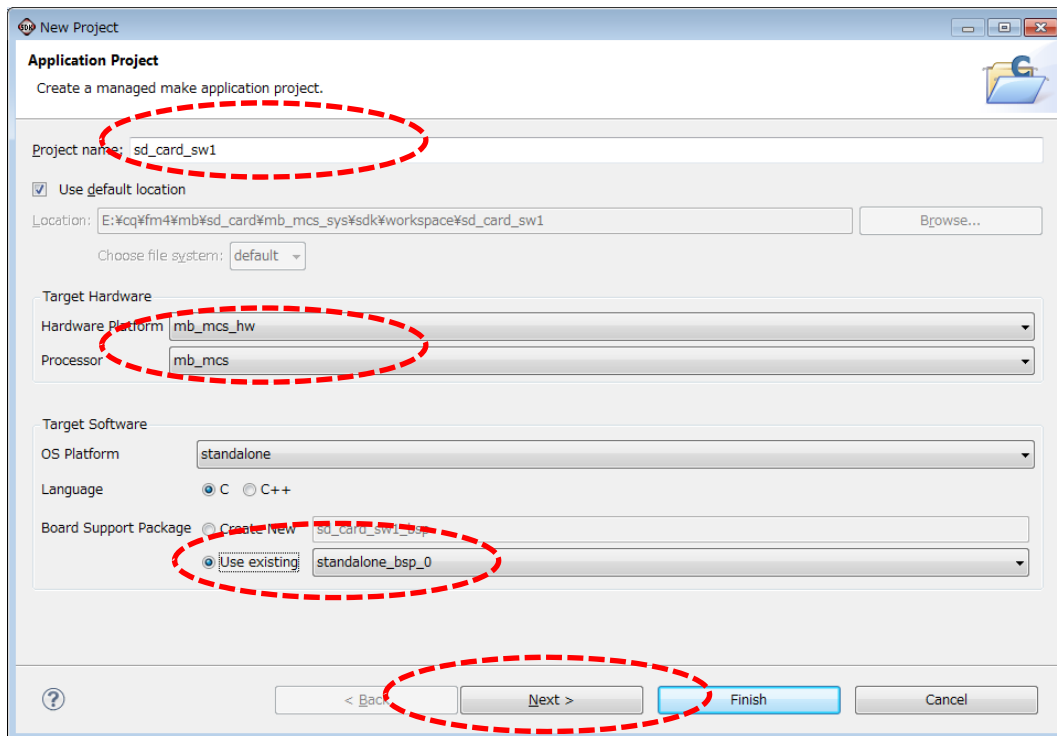 SDK New Project
Application Project
Create a managed make application project.
C
Project name: sd_card_sw1
Use default location
Location: E:¥cq¥fm4¥mb¥sd_card¥mb_mcs_sys¥sdk¥workspace¥sd_card_sw1 Browse...
Choose file system: default
Target Hardware
Hardware Platform mb_mcs_hw
Processor mb_mcs
Target Software
OS Platform standalone
Language C C++
Board Support Package Create New sd_card_sw1_bsp
Use existing standalone_bsp_0
? < Back Next > Finish Cancel